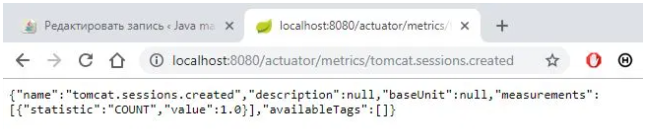 Редактировать запись ‹ Java ma
localhost:8080/actuator/metrics/
localhost:8080/actuator/metrics/tomcat.sessions.created
{"name":"tomcat.sessions.created","description":null,"baseUnit":null,"measurements":
[{"statistic":"COUNT","value":1.0}],"availableTags":[]}